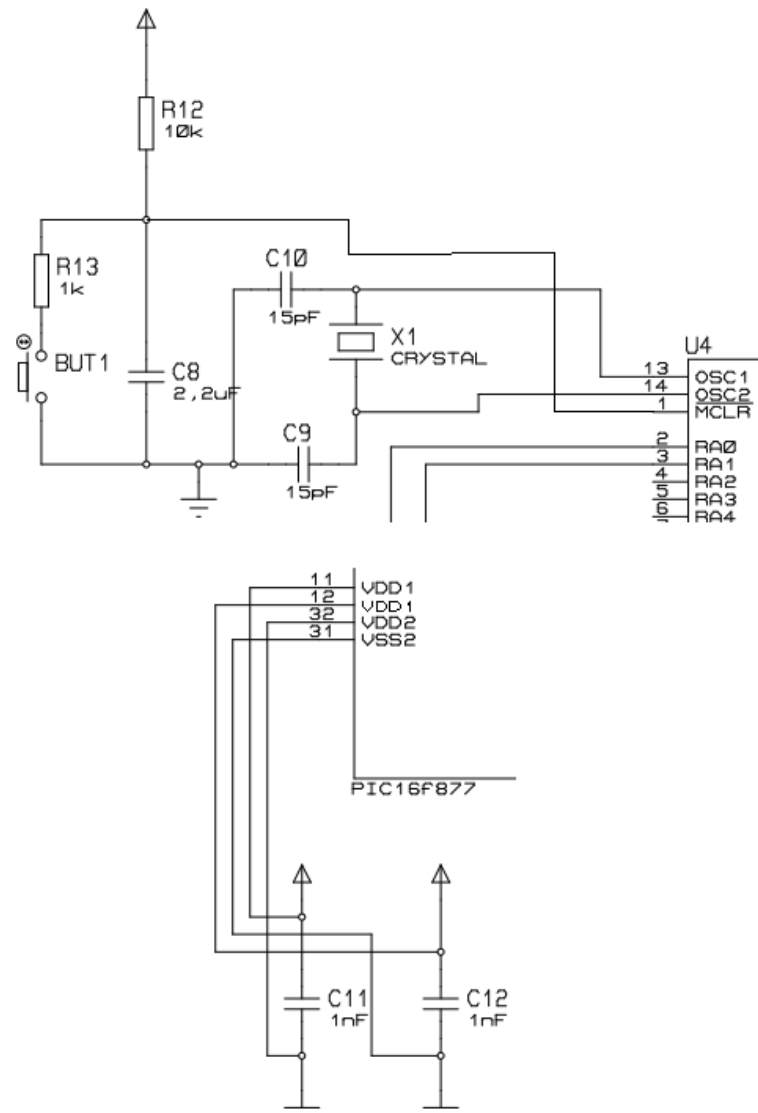 R12
10k
R13
1k
BUT1
C8
2,2uF
C10
15pF
X1
CRYSTAL
C9
15pF
U4
13 OSC1
14 OSC2
1 MCLR
2 RA0
3 RA1
4 RA2
5 RA3
6 RA4
11 VDD1
12 VDD1
32 VDD2
31 VSS2
PIC16f877
C11
1nF
C12
1nF